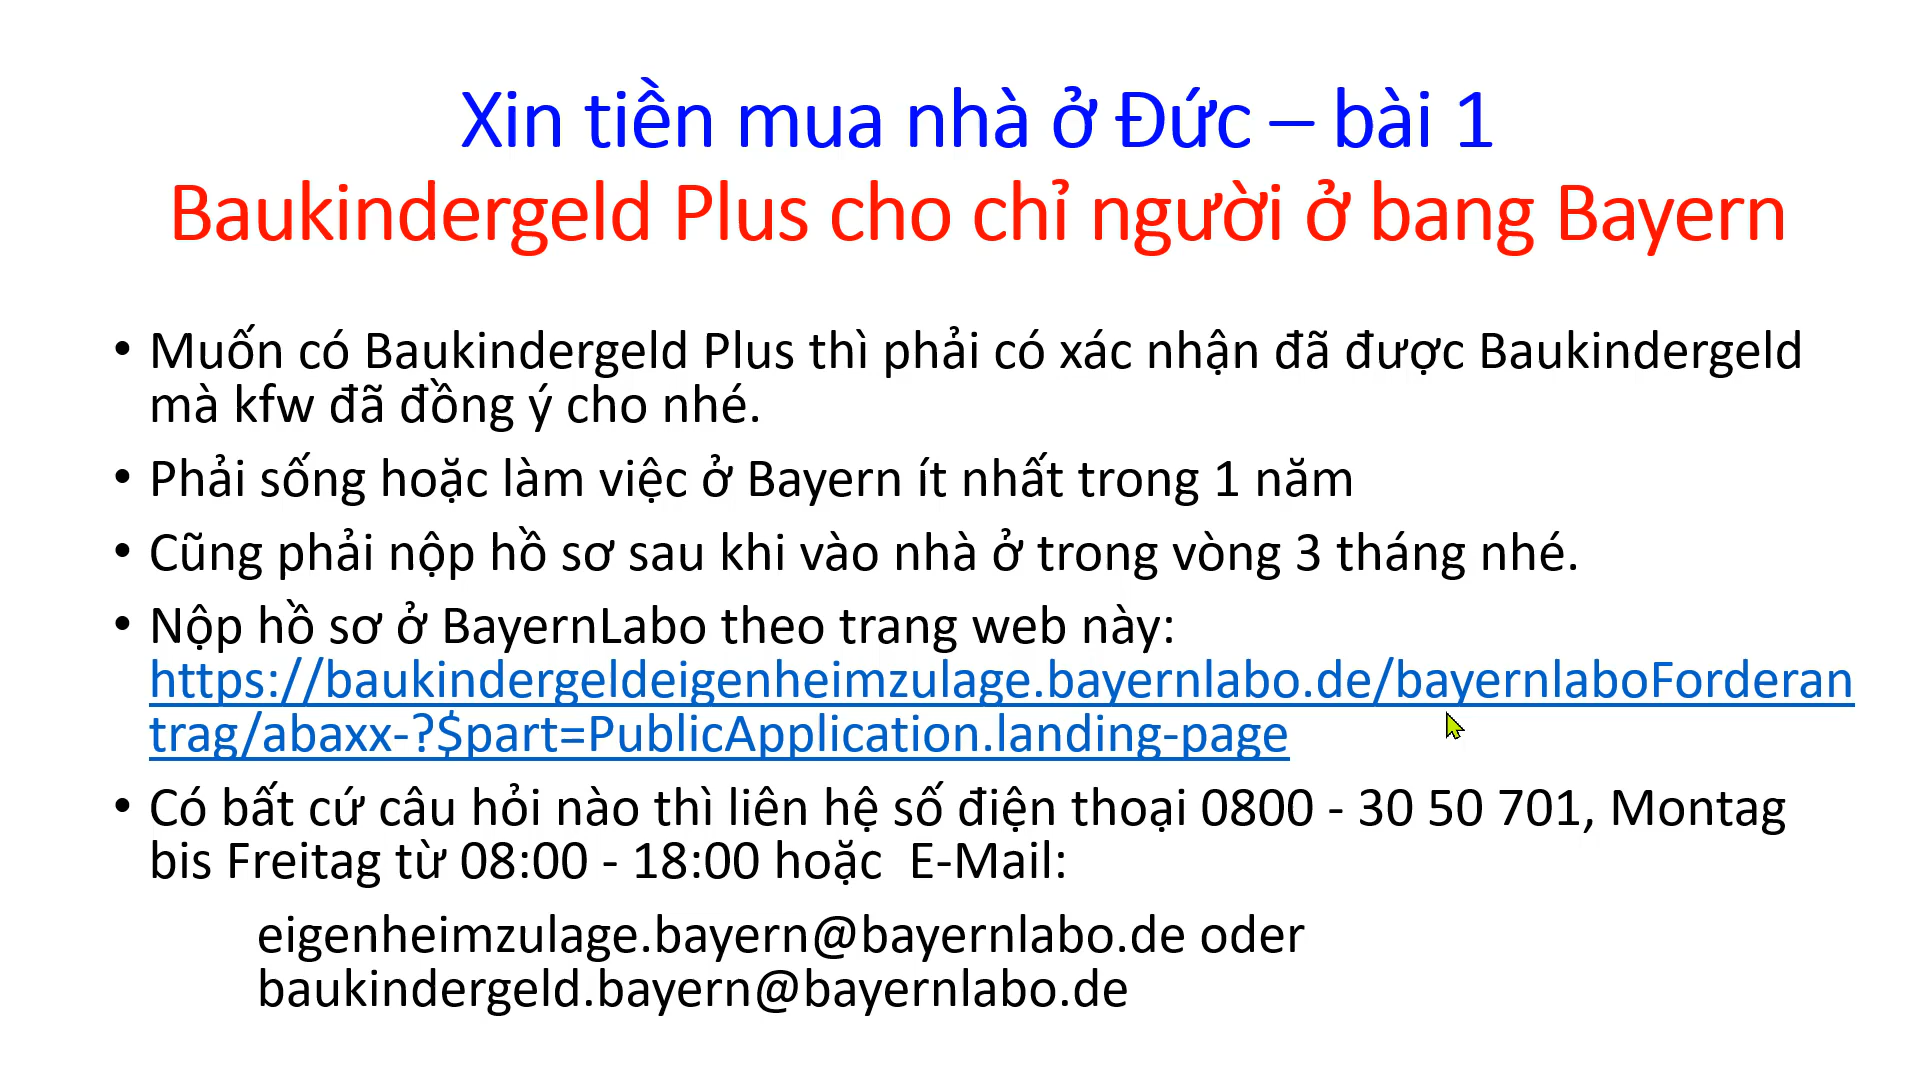 Xin tiền mua nhà ở Đức – bài 1
Baukindergeld Plus cho chỉ người ở bang Bayern
• Muốn có Baukindergeld Plus thì phải có xác nhận đã được Baukindergeld
mà kfw đã đồng ý cho nhé.
• Phải sống hoặc làm việc ở Bayern ít nhất trong 1 năm
• Cũng phải nộp hồ sơ sau khi vào nhà ở trong vòng 3 tháng nhé.
• Nộp hồ sơ ở BayernLabo theo trang web này:
https://baukindergeldeigenheimzulage.bayernlabo.de/bayernlaboForderan
trag/abaxx-?$part=PublicApplication.landing-page
• Có bất cứ câu hỏi nào thì liên hệ số điện thoại 0800 - 30 50 701, Montag
bis Freitag từ 08:00 - 18:00 hoặc  E-Mail:
eigenheimzulage.bayern@bayernlabo.de oder
baukindergeld.bayern@bayernlabo.de